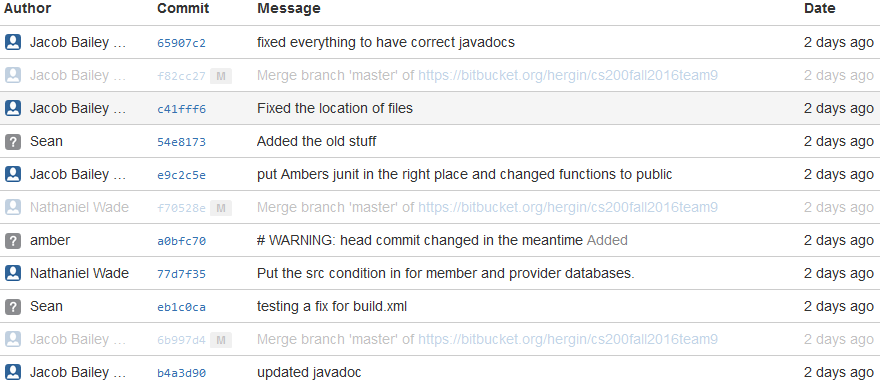 Author Commit Message Date
Jacob Bailey … 65907c2 fixed everything to have correct javadocs 2 days ago
Jacob Bailey … f82cc27 M Merge branch 'master' of https://bitbucket.org/hergin/cs200fall2016team9 2 days ago
Jacob Bailey … c41fff6 Fixed the location of files 2 days ago
? Sean 54e8173 Added the old stuff 2 days ago
Jacob Bailey … e9c2c5e put Ambers junit in the right place and changed functions to public 2 days ago
Nathaniel Wade f70528e M Merge branch 'master' of https://bitbucket.org/hergin/cs200fall2016team9 2 days ago
? amber a0bfc70 # WARNING: head commit changed in the meantime Added 2 days ago
Nathaniel Wade 77d7f35 Put the src condition in for member and provider databases. 2 days ago
? Sean eb1c0ca testing a fix for build.xml 2 days ago
Jacob Bailey … 6b997d4 M Merge branch 'master' of https://bitbucket.org/hergin/cs200fall2016team9 2 days ago
Jacob Bailey … b4a3d90 updated javadoc 2 days ago